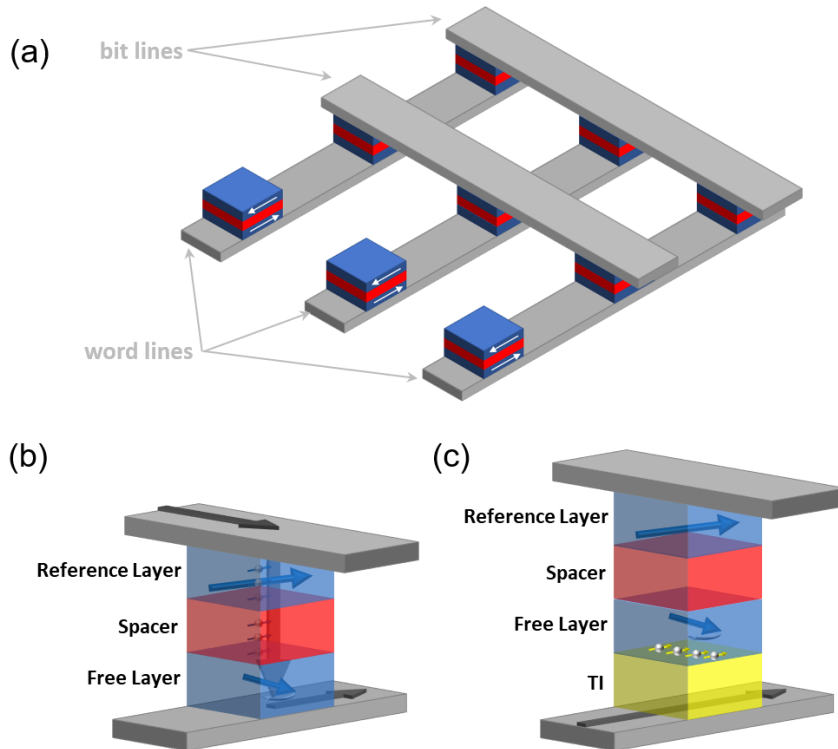 (a)
bit lines
word lines
(b)
Reference Layer
Spacer
Free Layer
(c)
Reference Layer
Spacer
Free Layer
TI